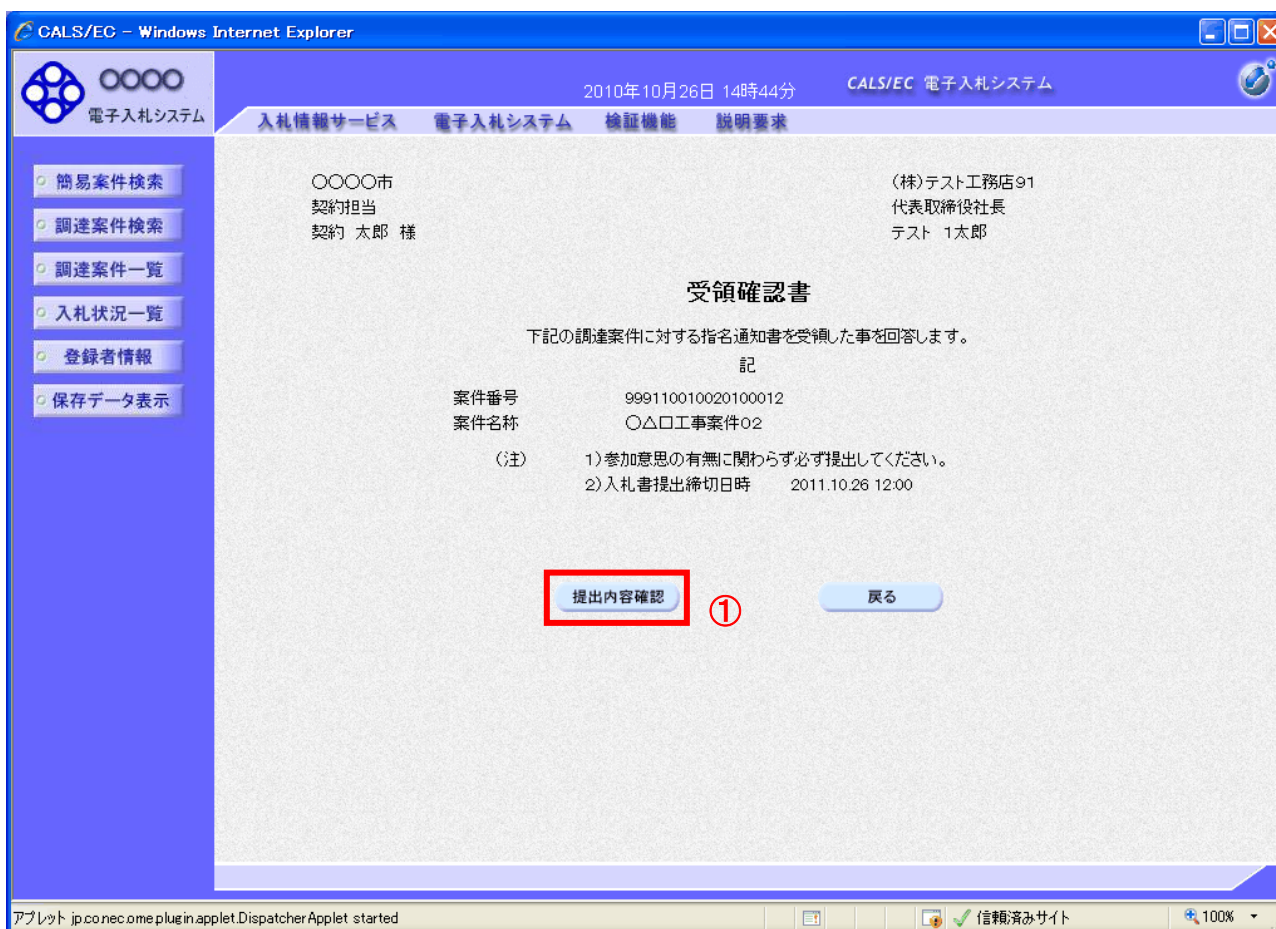 CALS/EC - Windows Internet Explorer
○○○○
電子入札システム
2010年10月26日 14時44分
CALS/EC 電子入札システム
入札情報サービス 電子入札システム 検証機能 説明要求
簡易案件検索
調達案件検索
調達案件一覧
入札状況一覧
登録者情報
保存データ表示
○○○○市
契約担当
契約 太郎 様
(株)テスト工務店91
代表取締役社長
テスト 1太郎
受領確認書
下記の調達案件に対する指名通知書を受領した事を回答します。
記
案件番号 999110010020100012
案件名称 ○△□工事案件02
(注) 1)参加意思の有無に関わらず必ず提出してください。
2)入札書提出締切日時 2011.10.26 12:00
提出内容確認
①
戻る
アプレット jp.co.nec.ome.plugin.applet.DispatcherApplet started
信頼済みサイト
100%